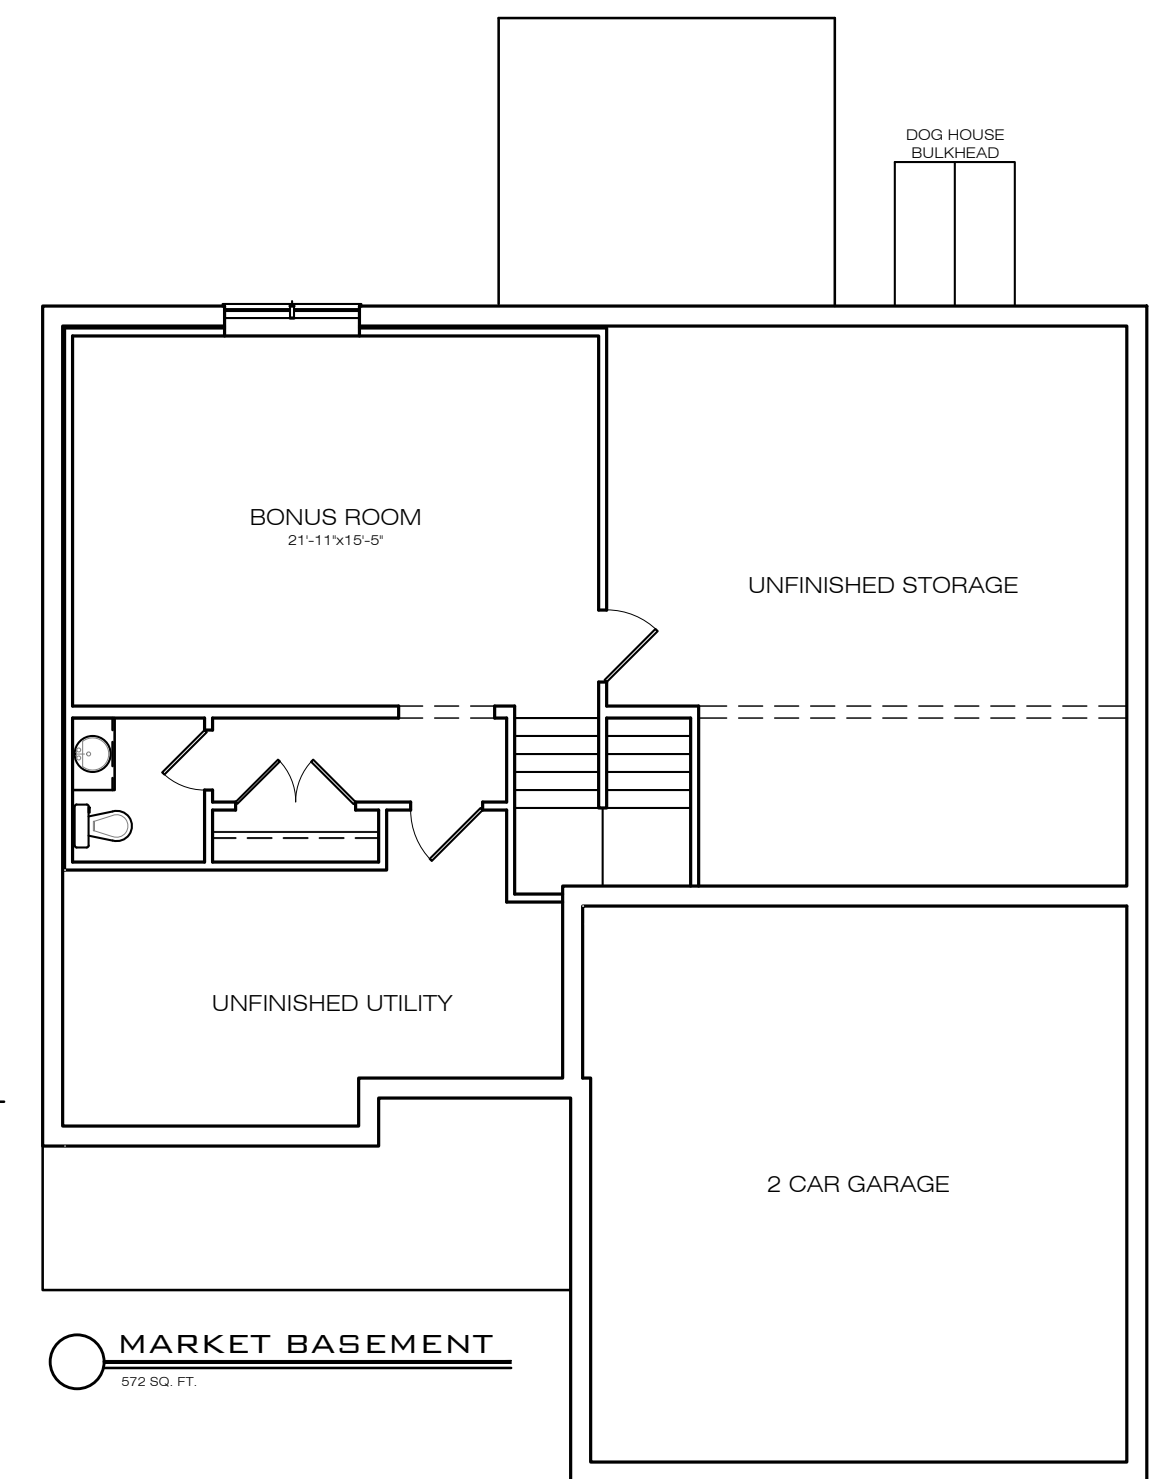 DOG HOUSE
BULKHEAD
BONUS ROOM
21'-11"x15'-5"
UNFINISHED STORAGE
UNFINISHED UTILITY
2 CAR GARAGE
MARKET BASEMENT
572 SQ. FT.